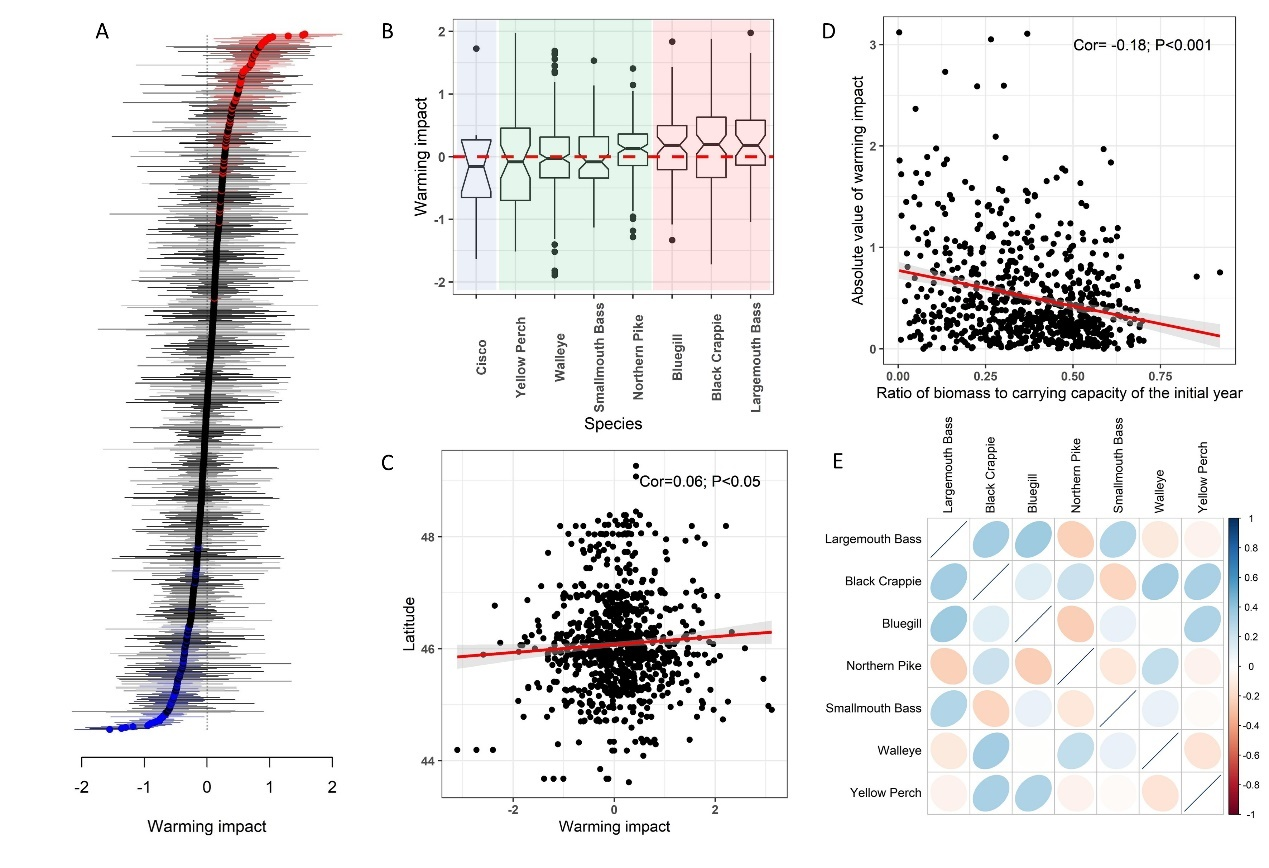 A
-2 -1 0 1 2
Warming impact
B
Warming impact
2
1
0
-1
-2
Cisco
Yellow Perch
Walleye
Smallmouth Bass
Northern Pike
Bluegill
Black Crappie
Largemouth Bass
Species
C
Cor=0.06; P<0.05
Latitude
48
46
44
-2 0 2
Warming impact
D
Cor= -0.18; P<0.001
Absolute value of warming impact
3
2
1
0
0.00 0.25 0.50 0.75
Ratio of biomass to carrying capacity of the initial year
E
Largemouth Bass
Black Crappie
Bluegill
Northern Pike
Smallmouth Bass
Walleye
Yellow Perch
Largemouth Bass
Black Crappie
Bluegill
Northern Pike
Smallmouth Bass
Walleye
Yellow Perch
1
0.8
0.6
0.4
0.2
0
-0.2
-0.4
-0.6
-0.8
-1